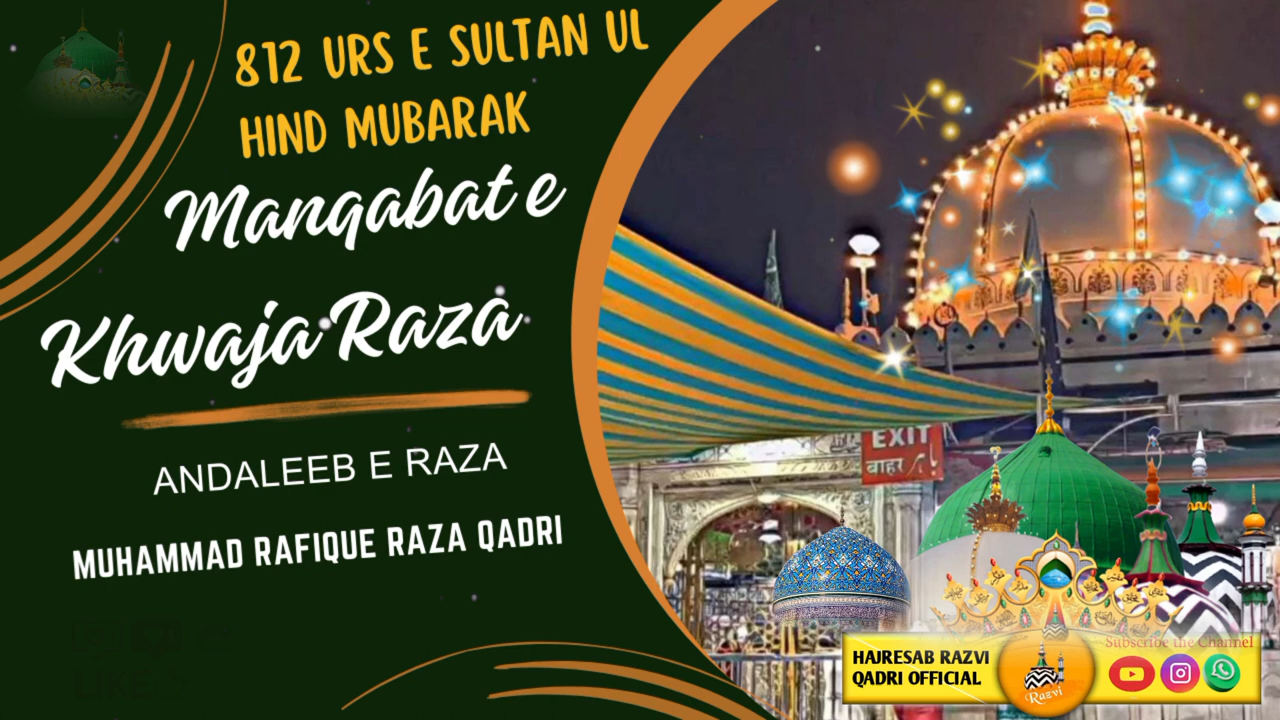 812 URS E SULTAN UL
HIND MUBARAK
Manqabat e
Khwaja Raza
ANDALEEB E RAZA
MUHAMMAD RAFIQUE RAZA QADRI
EXIT
बाहर
HAJRESAB RAZVI
QADRI OFFICIAL
Razvi
Subscribe the Channel